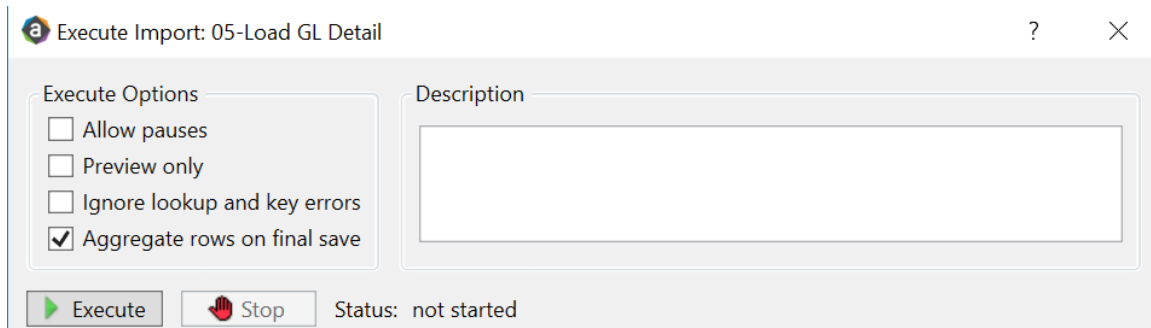 Execute Import: 05-Load GL Detail
?
Execute Options
Allow pauses
Preview only
Ignore lookup and key errors
Aggregate rows on final save
Description
Execute
Stop
Status: not started